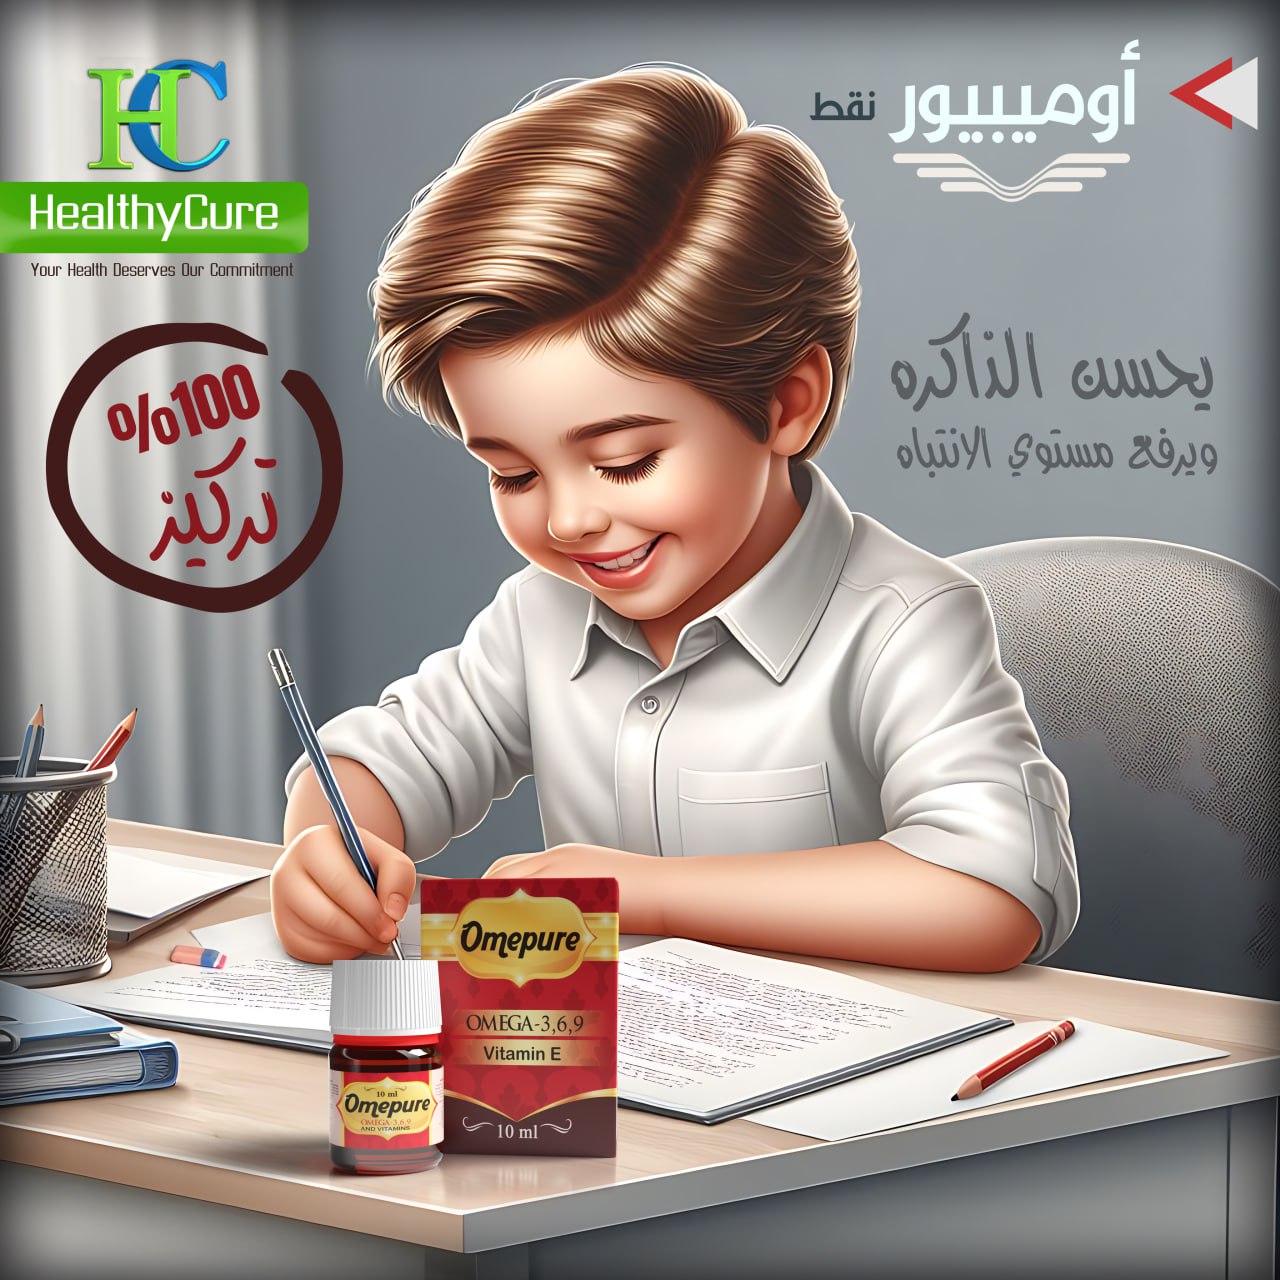 HC
HealthyCure
Your Health Deserves Our Commitment
أوميبيور نقط
يحسن الذاكره
ويرفع مستوي الانتباه
%100
تركيز
Omepure
OMEGA-3,6,9
Vitamin E
10 ml
10 ml
Omepure
OMEGA-3,6,9
AND VITAMINS